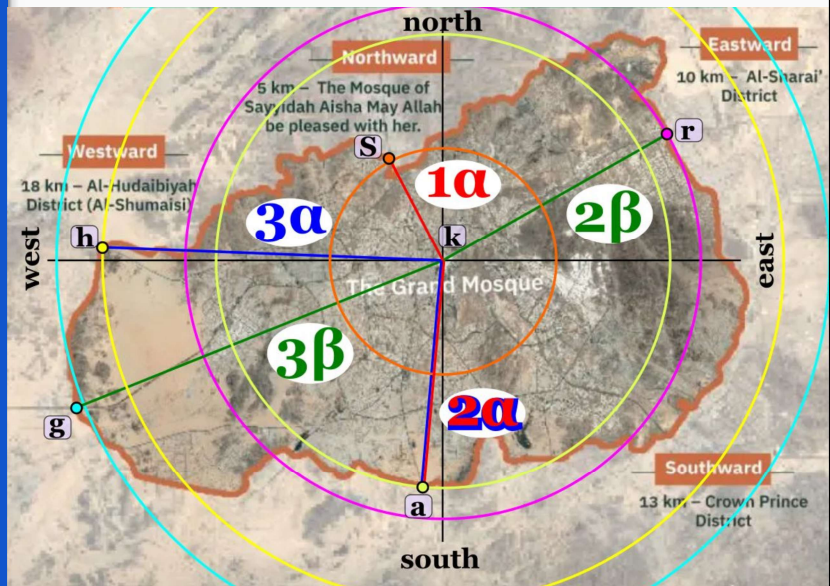 north
Northward
5 km – The Mosque of
Sayyidah Aisha May Allah
be pleased with her.
Eastward
10 km – Al-Sharai'
District
Westward
18 km – Al-Hudaibiyah
District (Al-Shumaisi)
S
r
1α
2β
3α
h
k
west
east
The Grand Mosque
3β
2α
g
a
Southward
13 km – Crown Prince
District
south